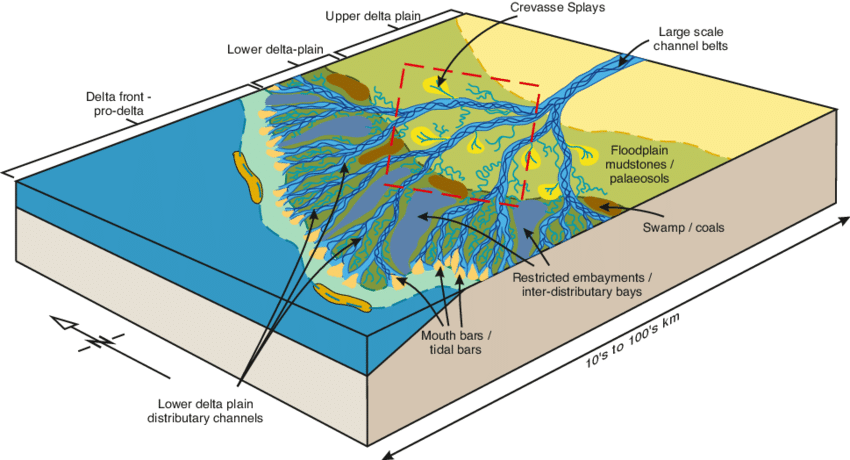 Upper delta plain
Crevasse Splays
Large scale
channel belts
Lower delta-plain
Delta front -
pro-delta
Floodplain
mudstones /
palaeosols
Swamp / coals
Restricted embayments /
inter-distributary bays
Mouth bars /
tidal bars
10's to 100's km
Lower delta plain
distributary channels